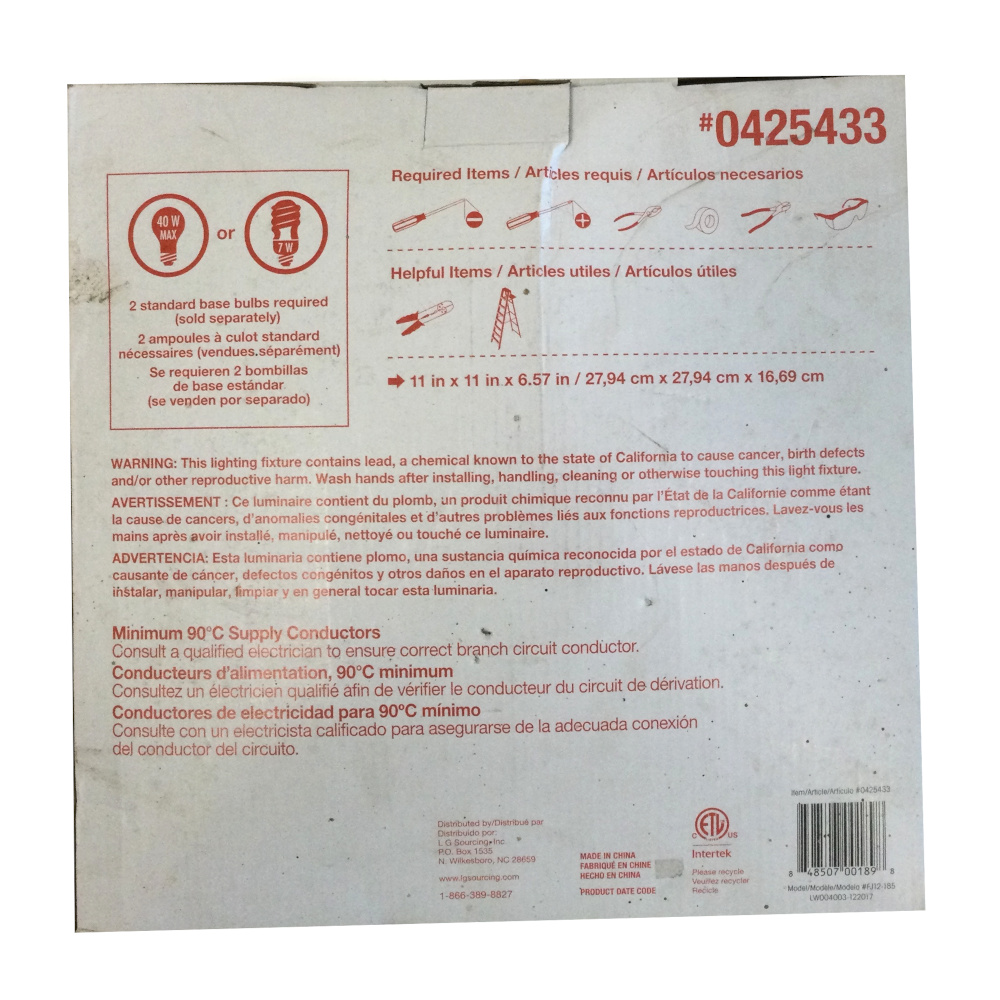 #0425433
Required Items / Articles requis / Artículos necesarios
40 W
MAX
or
7 W
2 standard base bulbs required
(sold separately)
2 ampoules à culot standard
nécessaires (vendues séparément)
Se requieren 2 bombillas
de base estándar
(se venden por separado)
Helpful Items / Articles utiles / Artículos útiles
11 in x 11 in x 6.57 in / 27,94 cm x 27,94 cm x 16,69 cm
WARNING: This lighting fixture contains lead, a chemical known to the state of California to cause cancer, birth defects
and/or other reproductive harm. Wash hands after installing, handling, cleaning or otherwise touching this light fixture.
AVERTISSEMENT : Ce luminaire contient du plomb, un produit chimique reconnu par l'État de la Californie comme étant
la cause de cancers, d'anomalies congénitales et d'autres problèmes liés aux fonctions reproductrices. Lavez-vous les
mains après avoir installé, manipulé, nettoyé ou touché ce luminaire.
ADVERTENCIA: Esta luminaria contiene plomo, una sustancia química reconocida por el estado de California como
causante de cáncer, defectos congénitos y otros daños en el aparato reproductivo. Lávese las manos después de
instalar, manipular, limpiar y en general tocar esta luminaria.
Minimum 90°C Supply Conductors
Consult a qualified electrician to ensure correct branch circuit conductor.
Conducteurs d'alimentation, 90°C minimum
Consultez un électricien qualifié afin de vérifier le conducteur du circuit de dérivation.
Conductores de electricidad para 90°C mínimo
Consulte con un electricista calificado para asegurarse de la adecuada conexión
del conductor del circuito.
Distributed by/Distribué par
Distribuido por:
L G Sourcing, Inc
P.O. Box 1535
N. Wilkesboro, NC 28659
www.lgsourcing.com
1-866-389-8827
MADE IN CHINA
FABRIQUÉ EN CHINE
HECHO EN CHINA
PRODUCT DATE CODE
C ETL US
Intertek
Please recycle
Veuillez recycler
Recicle
Item/Article/Artículo #0425433
8 48507 00189 8
Model/Modèle/Modelo #FJ12-185
LW004003-122017